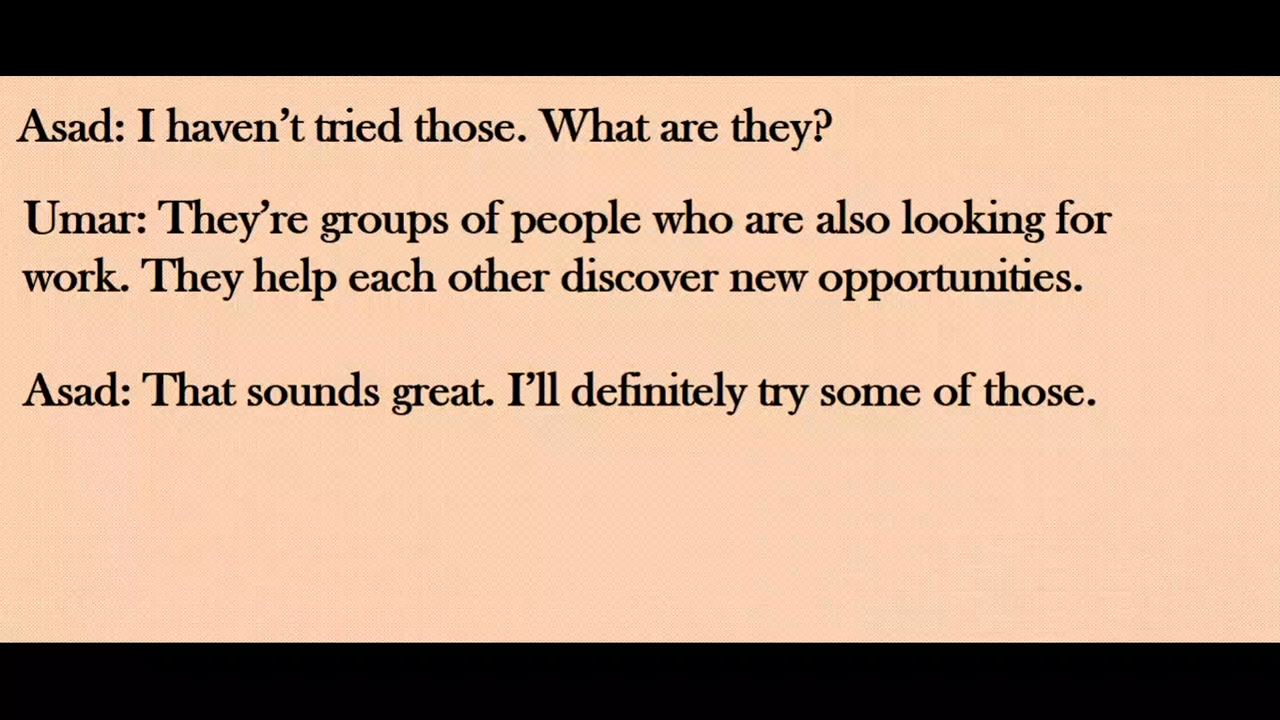 Asad: I haven’t tried those. What are they?
Umar: They’re groups of people who are also looking for
work. They help each other discover new opportunities.
Asad: That sounds great. I’ll definitely try some of those.